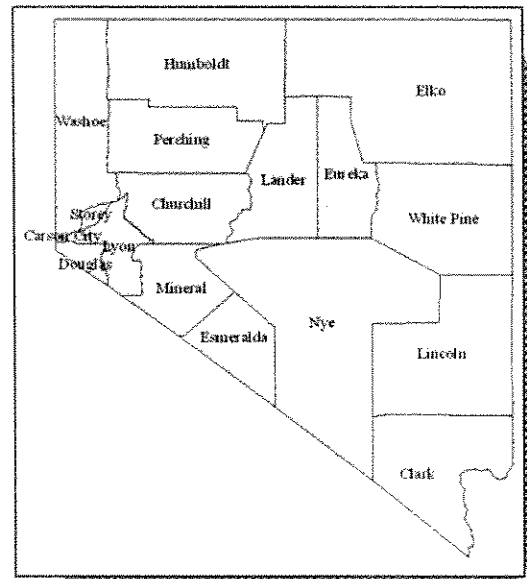 Humboldt
Elko
Washoe
Pershing
Lander
Eureka
Churchill
White Pine
Storey
Carson City
Lyon
Douglas
Mineral
Nye
Esmeralda
Lincoln
Clark